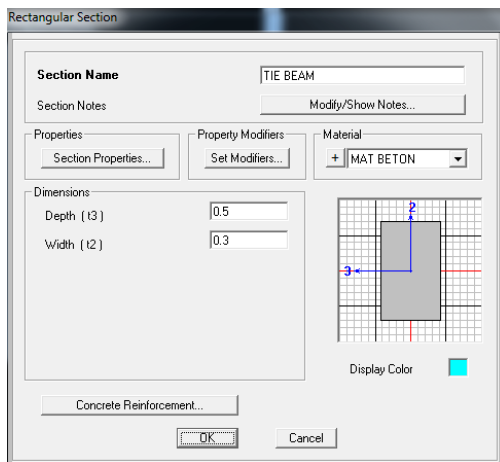 Rectangular Section
Section Name TIE BEAM
Section Notes Modify/Show Notes...
Properties Property Modifiers Material
Section Properties... Set Modifiers... + MAT BETON
Dimensions
Depth ( t3 ) 0.5
Width ( t2 ) 0.3
2
3
Display Color
Concrete Reinforcement...
OK Cancel